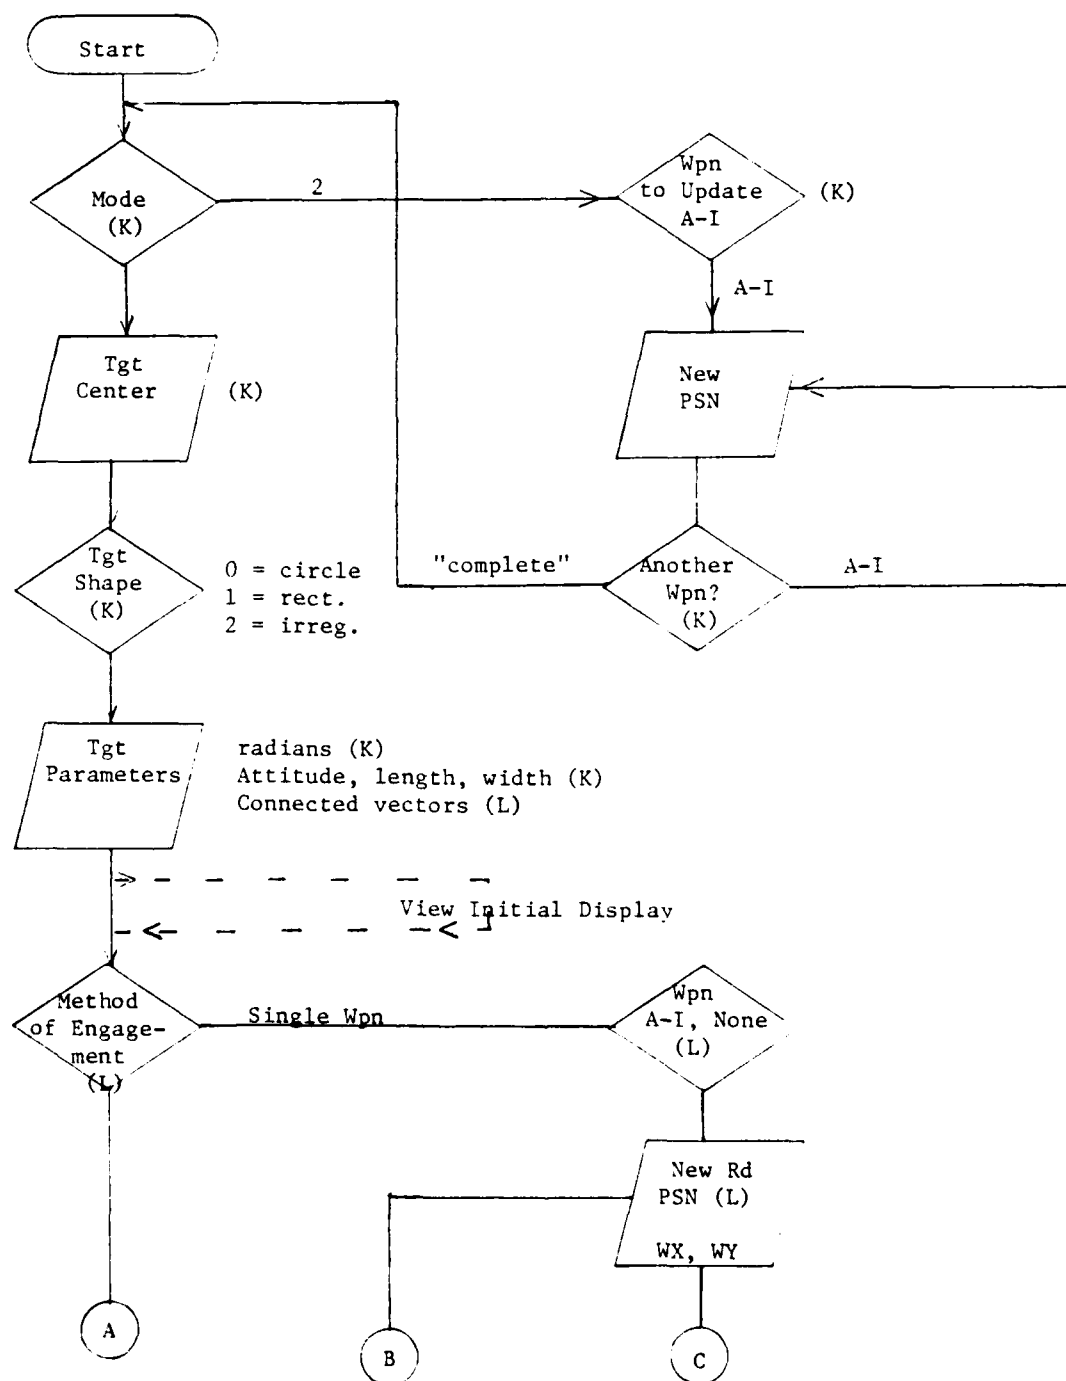 Start
Mode
(K)
2
Wpn
to Update
A-I
(K)
A-I
Tgt
Center
(K)
New
PSN
Tgt
Shape
(K)
0 = circle
1 = rect.
2 = irreg.
"complete"
Another
Wpn?
(K)
A-I
Tgt
Parameters
radians (K)
Attitude, length, width (K)
Connected vectors (L)
View Initial Display
Method
of Engage-
ment
(L)
Single Wpn
Wpn
A-I, None
(L)
New Rd
PSN (L)
WX, WY
A
B
C